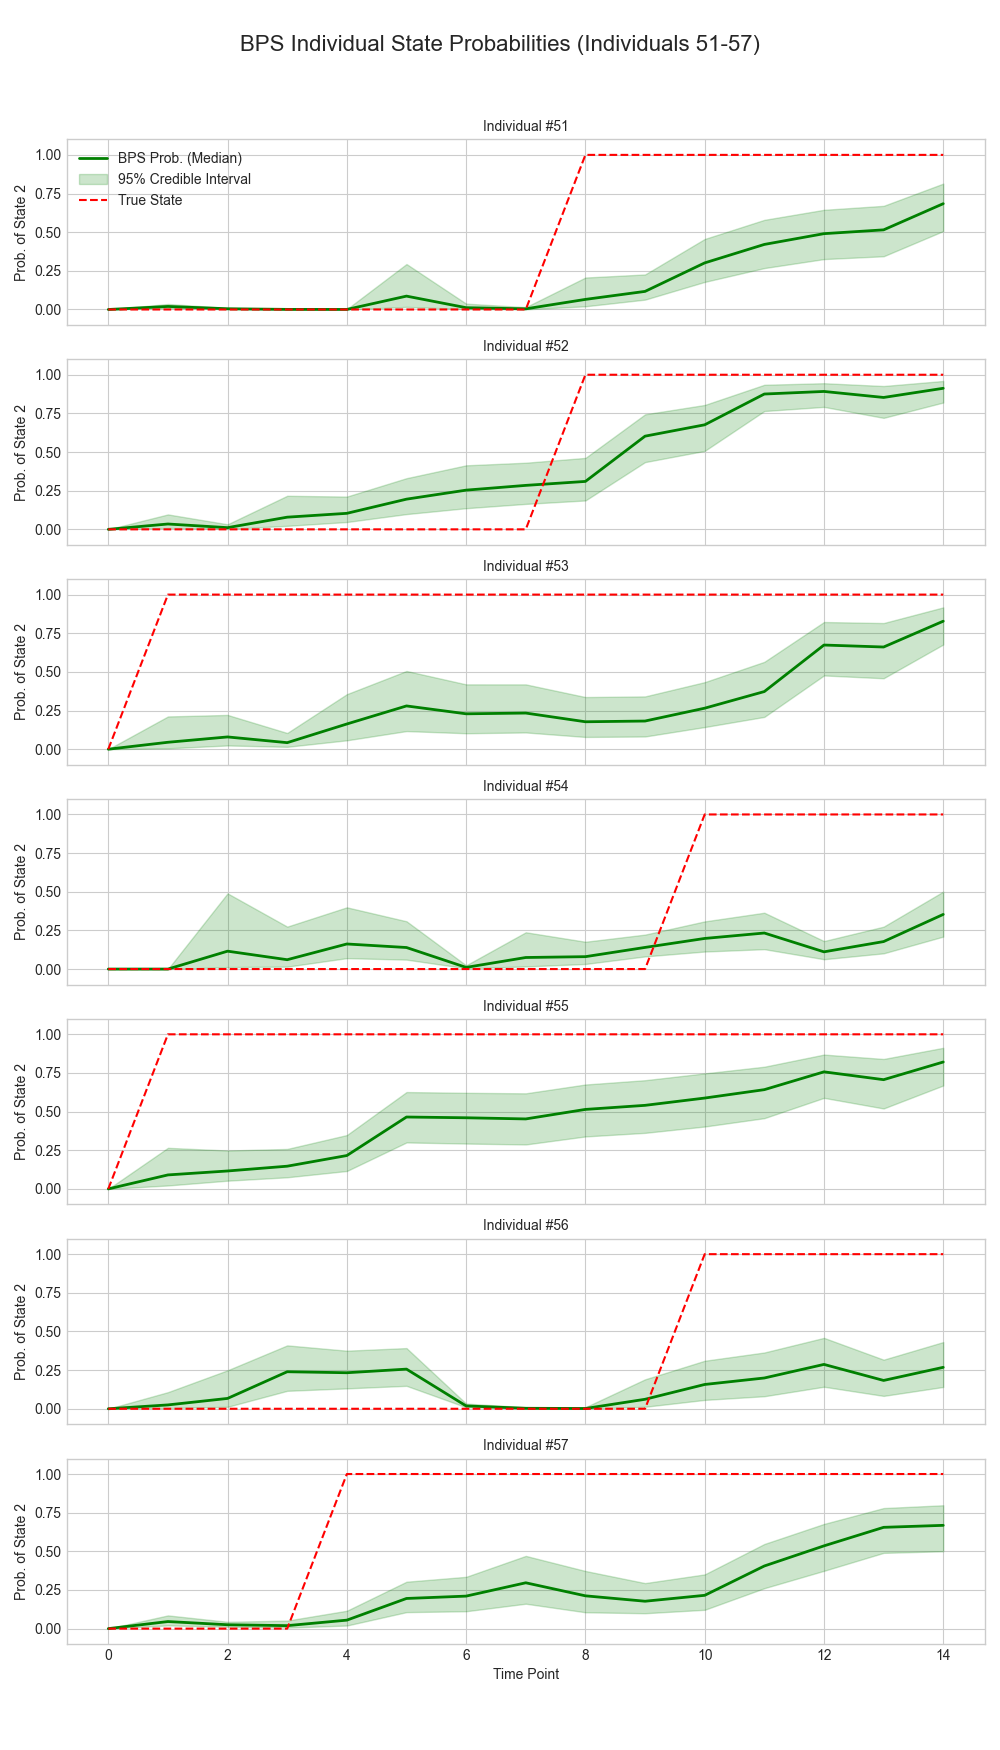 BPS Individual State Probabilities (Individuals 51-57)
Individual #51
1.00
0.75
0.50
0.25
0.00
Prob. of State 2
BPS Prob. (Median)
95% Credible Interval
True State
Individual #52
1.00
0.75
0.50
0.25
0.00
Prob. of State 2
Individual #53
1.00
0.75
0.50
0.25
0.00
Prob. of State 2
Individual #54
1.00
0.75
0.50
0.25
0.00
Prob. of State 2
Individual #55
1.00
0.75
0.50
0.25
0.00
Prob. of State 2
Individual #56
1.00
0.75
0.50
0.25
0.00
Prob. of State 2
Individual #57
1.00
0.75
0.50
0.25
0.00
Prob. of State 2
0 2 4 6 8 10 12 14
Time Point